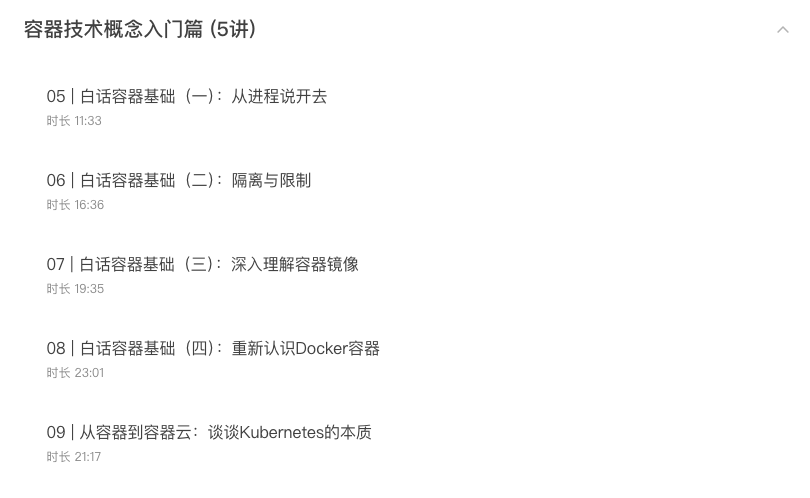 容器技术概念入门篇 (5讲)
05 | 白话容器基础（一）：从进程说开去
时长 11:33
06 | 白话容器基础（二）：隔离与限制
时长 16:36
07 | 白话容器基础（三）：深入理解容器镜像
时长 19:35
08 | 白话容器基础（四）：重新认识Docker容器
时长 23:01
09 | 从容器到容器云：谈谈Kubernetes的本质
时长 21:17